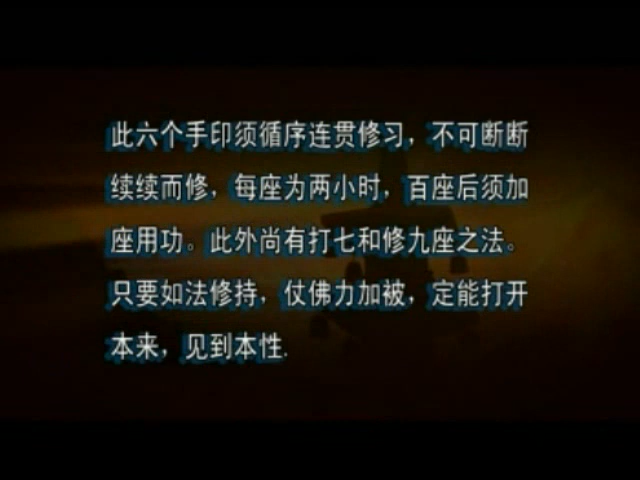 此六个手印须循序连贯修习，不可断断
续续而修，每座为两小时，百座后须加
座用功。此外尚有打七和修九座之法。
只要如法修持，仗佛力加被，定能打开
本来，见到本性.